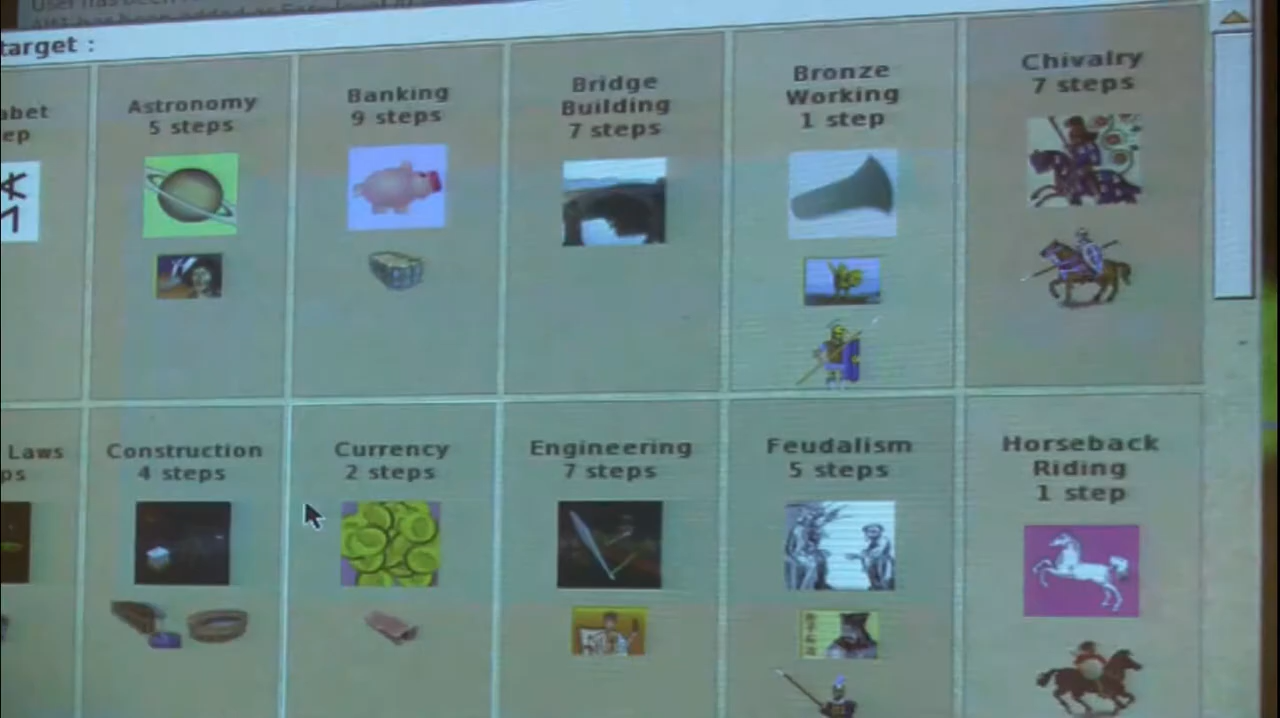 target :
Astronomy
5 steps
Banking
9 steps
Bridge
Building
7 steps
Bronze
Working
1 step
Chivalry
7 steps
Laws
Construction
4 steps
Currency
2 steps
Engineering
7 steps
Feudalism
5 steps
Horseback
Riding
1 step